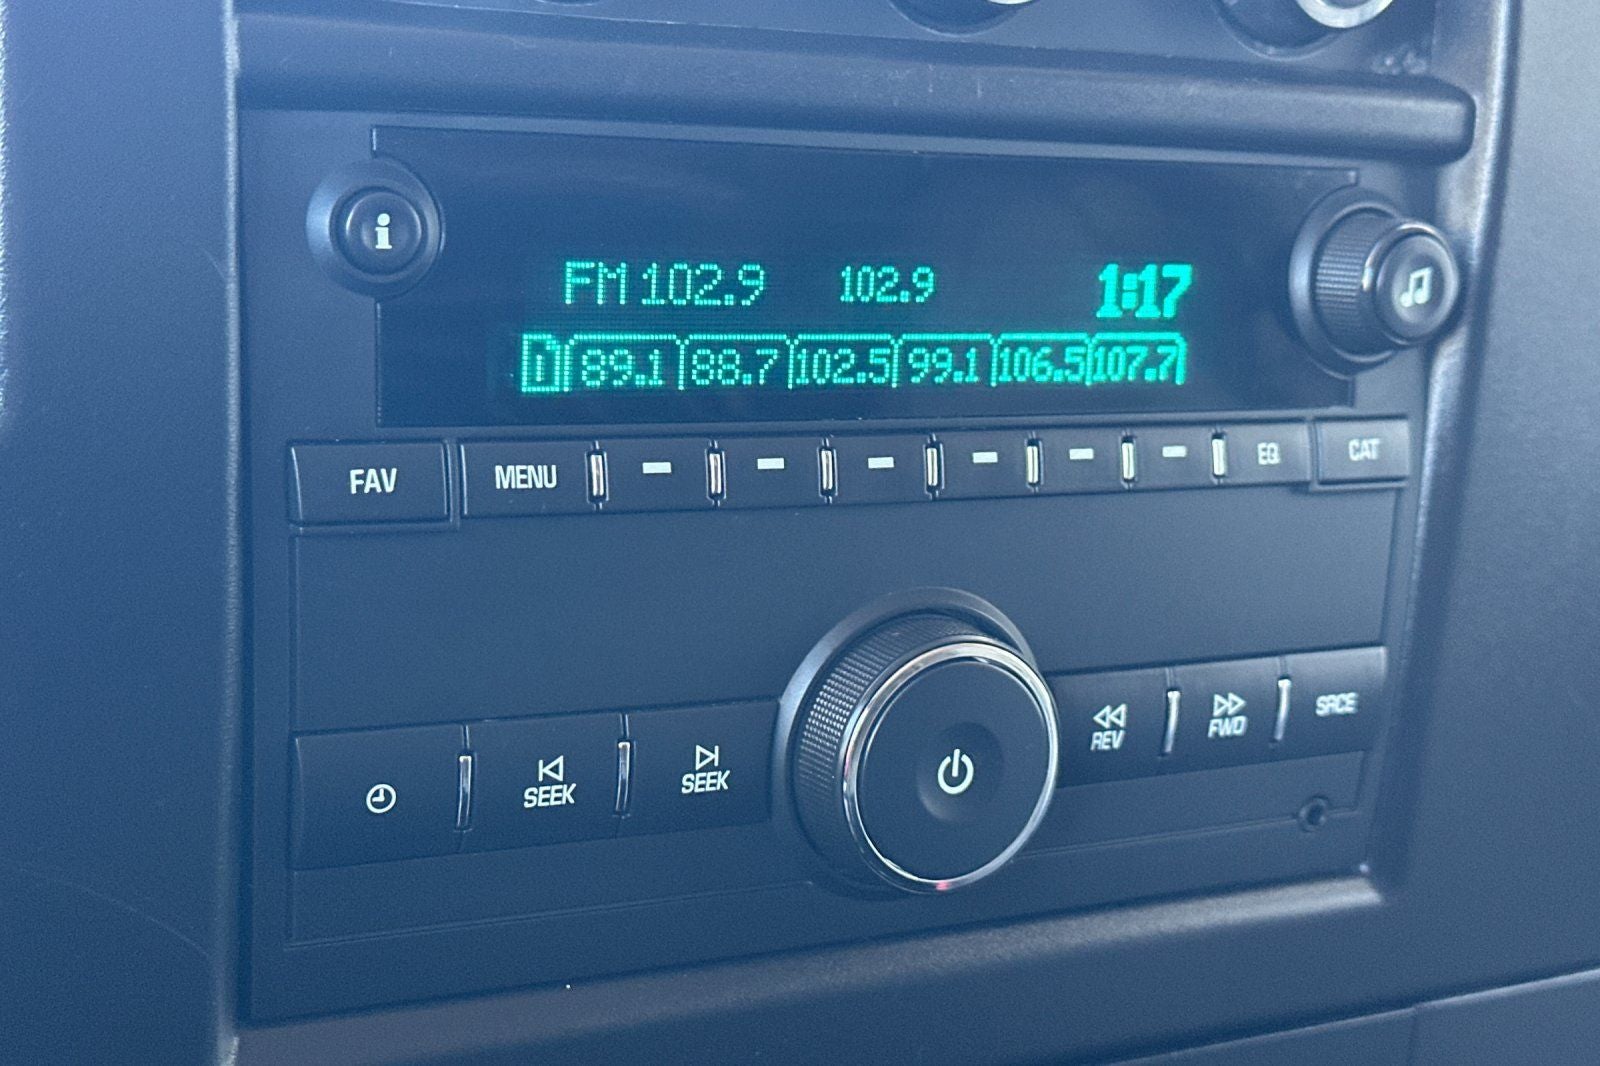 i
FM 102.9 102.9 1:17
1 89.1 88.7 102.5 99.1 106.5 107.7
FAV MENU EQ CAT
SEEK SEEK REV FWD SRCE